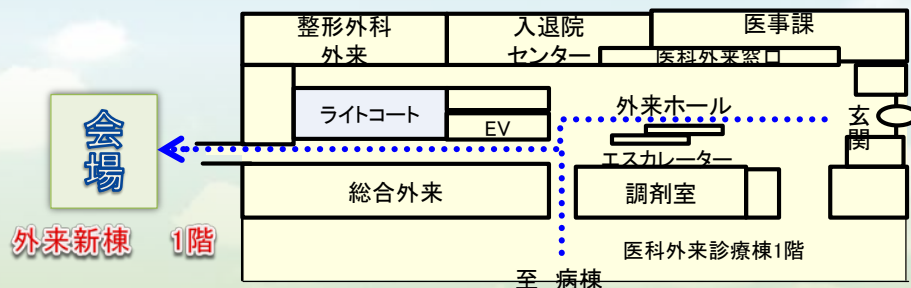 整形外科
外来
入退院
センター
医事課
医科外来窓口
ライトコート
EV
外来ホール
エスカレーター
玄
関
会
場
総合外来
調剤室
外来新棟 1階
医科外来診療棟1階
至 病棟